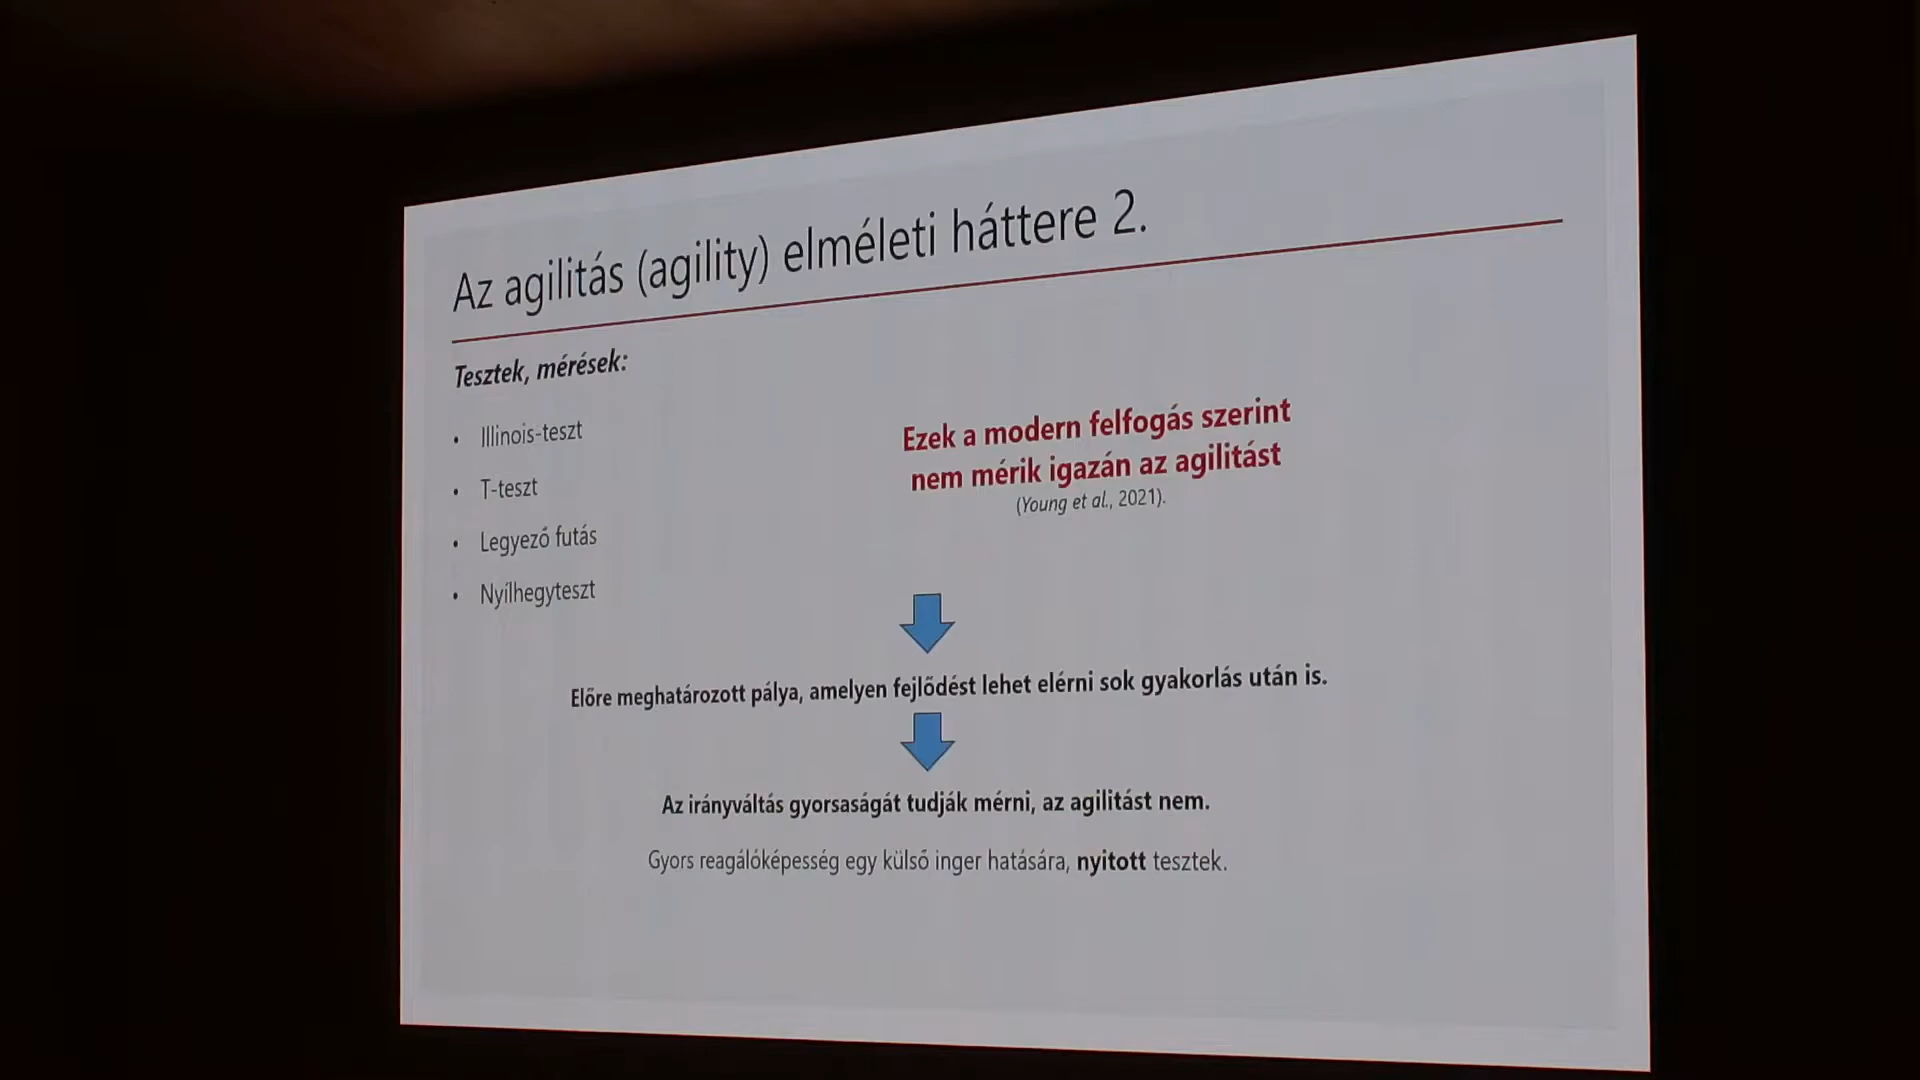 Az agilitás (agility) elméleti háttere 2.
Tesztek, mérések:
• Illinois-teszt
• T-teszt
• Legyező futás
• Nyílhegyteszt
Ezek a modern felfogás szerint
nem mérik igazán az agilitást
(Young et al., 2021).
Előre meghatározott pálya, amelyen fejlődést lehet elérni sok gyakorlás után is.
Az irányváltás gyorsaságát tudják mérni, az agilitást nem.
Gyors reagálóképesség egy külső inger hatására, nyitott tesztek.